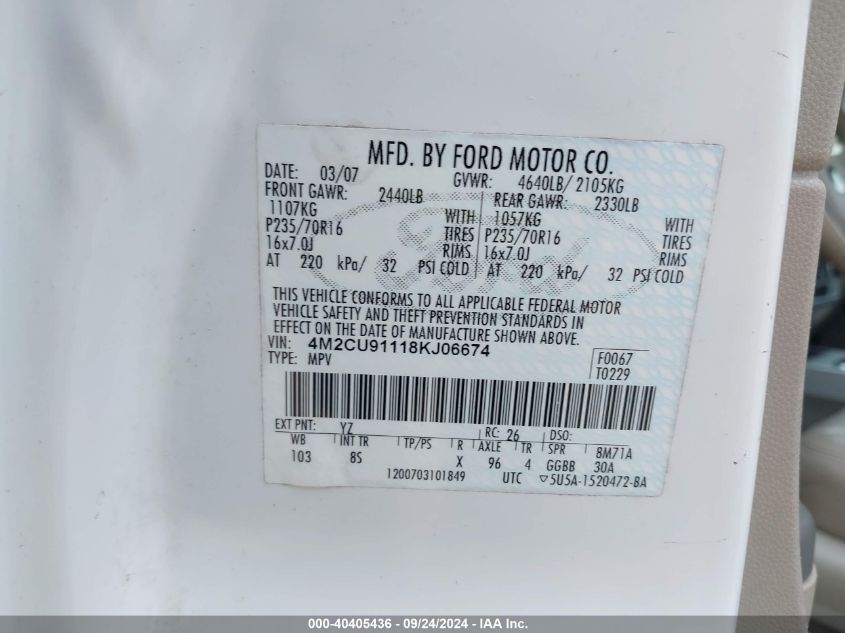 MFD. BY FORD MOTOR CO.
DATE: 03/07 GVWR: 4640LB/ 2105KG
FRONT GAWR: 2440LB REAR GAWR: 2330LB
1107KG WITH 1057KG WITH
P235/70R16 TIRES P235/70R16 TIRES
16x7.0J RIMS 16x7.0J RIMS
AT 220 kPa/ 32 PSI COLD AT 220 kPa/ 32 PSI COLD
Ford
THIS VEHICLE CONFORMS TO ALL APPLICABLE FEDERAL MOTOR
VEHICLE SAFETY AND THEFT PREVENTION STANDARDS IN
EFFECT ON THE DATE OF MANUFACTURE SHOWN ABOVE.
VIN: 4M2CU91118KJ06674 F0067
TYPE: MPV T0229
EXT PNT: YZ RC: 26 DSO:
WB INT TR TP/PS R AXLE TR SPR 8M71A
103 8S X 96 4 GGBB 30A
1200703101849 UTC ▽5U5A-1520472-BA
000-40405436 - 09/24/2024 - IAA Inc.